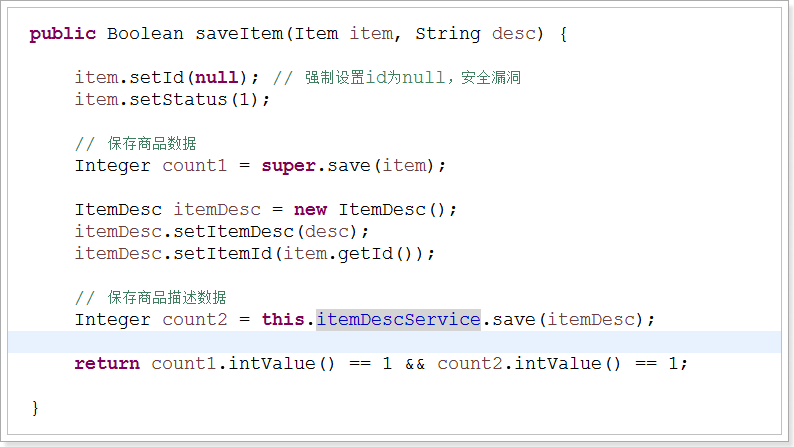 public Boolean saveItem(Item item, String desc) {
item.setId(null); // 强制设置id为null，安全漏洞
item.setStatus(1);
// 保存商品数据
Integer count1 = super.save(item);
ItemDesc itemDesc = new ItemDesc();
itemDesc.setItemDesc(desc);
itemDesc.setItemId(item.getId());
// 保存商品描述数据
Integer count2 = this.itemDescService.save(itemDesc);
return count1.intValue() == 1 && count2.intValue() == 1;
}